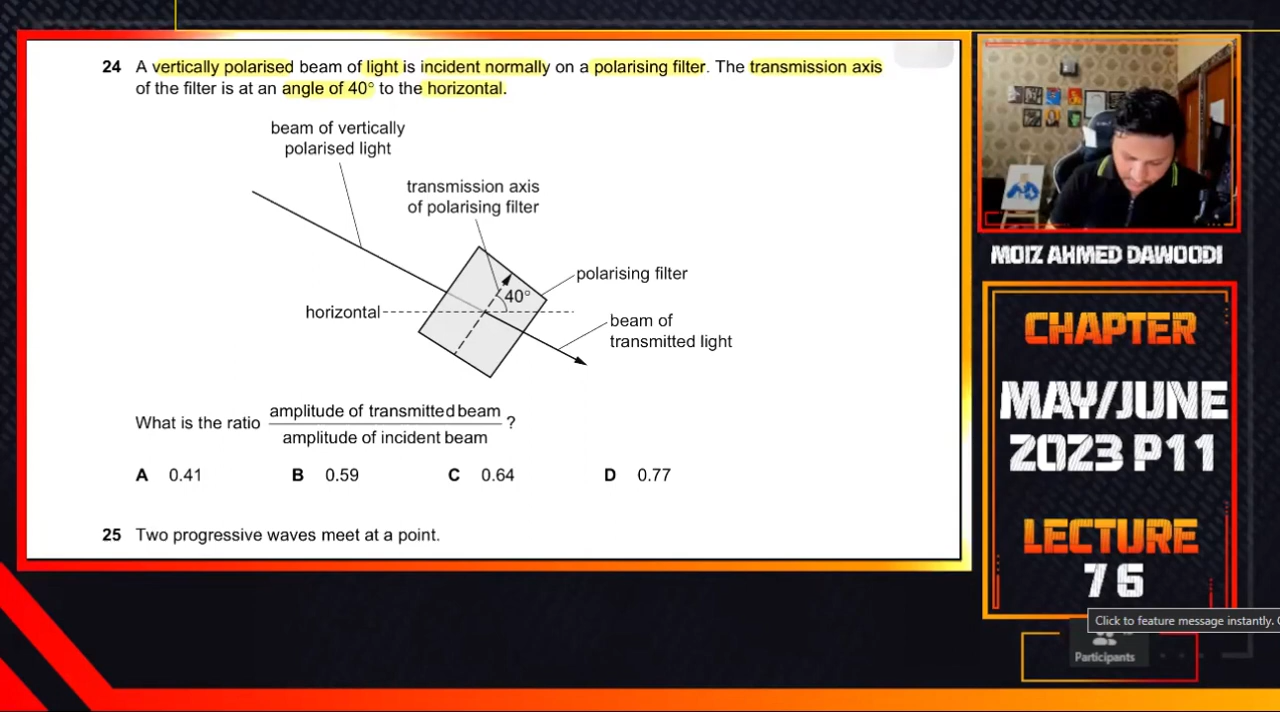 24 A vertically polarised beam of light is incident normally on a polarising filter. The transmission axis
of the filter is at an angle of 40° to the horizontal.
beam of vertically
polarised light
transmission axis
of polarising filter
polarising filter
40°
horizontal
beam of
transmitted light
What is the ratio amplitude of transmitted beam / amplitude of incident beam ?
A 0.41 B 0.59 C 0.64 D 0.77
25 Two progressive waves meet at a point.
MOIZ AHMED DAWOODI
CHAPTER
MAY/JUNE
2023 P11
LECTURE
76
Click to feature message instantly.
Participants